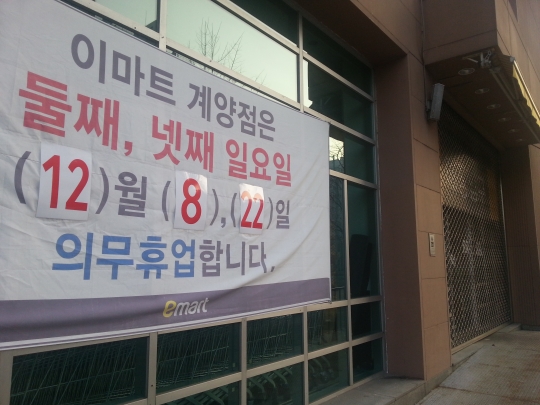 이마트 계양점은
둘째, 넷째 일요일
(12)월 (8),(22)일
의무휴업합니다.
emart